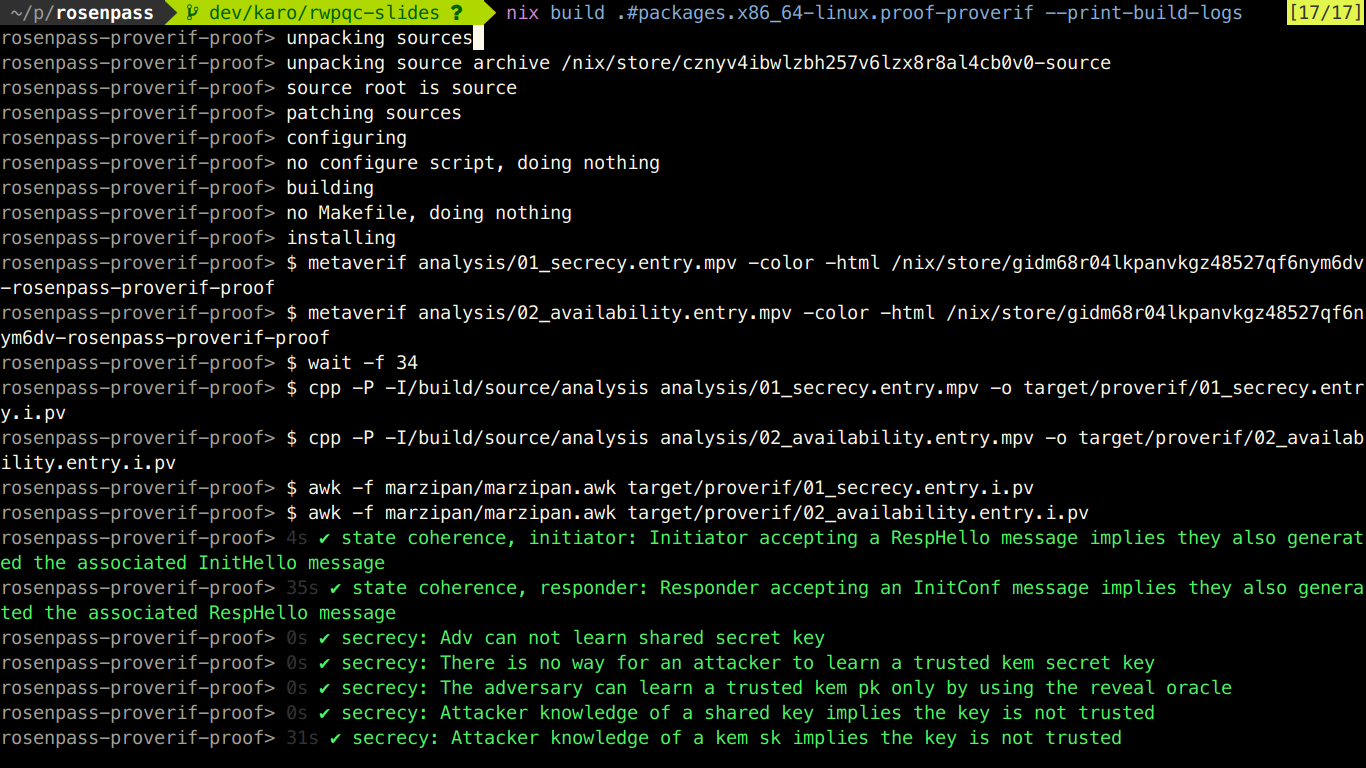 ~/p/rosenpass dev/karo/rwpqc-slides ? nix build .#packages.x86_64-linux.proof-proverif --print-build-logs [17/17]
rosenpass-proverif-proof> unpacking sources
rosenpass-proverif-proof> unpacking source archive /nix/store/cznyv4ibwlzbh257v6lzx8r8al4cb0v0-source
rosenpass-proverif-proof> source root is source
rosenpass-proverif-proof> patching sources
rosenpass-proverif-proof> configuring
rosenpass-proverif-proof> no configure script, doing nothing
rosenpass-proverif-proof> building
rosenpass-proverif-proof> no Makefile, doing nothing
rosenpass-proverif-proof> installing
rosenpass-proverif-proof> $ metaverif analysis/01_secrecy.entry.mpv -color -html /nix/store/gidm68r04lkpanvkgz48527qf6nym6dv
-rosenpass-proverif-proof
rosenpass-proverif-proof> $ metaverif analysis/02_availability.entry.mpv -color -html /nix/store/gidm68r04lkpanvkgz48527qf6n
ym6dv-rosenpass-proverif-proof
rosenpass-proverif-proof> $ wait -f 34
rosenpass-proverif-proof> $ cpp -P -I/build/source/analysis analysis/01_secrecy.entry.mpv -o target/proverif/01_secrecy.entr
y.i.pv
rosenpass-proverif-proof> $ cpp -P -I/build/source/analysis analysis/02_availability.entry.mpv -o target/proverif/02_availab
ility.entry.i.pv
rosenpass-proverif-proof> $ awk -f marzipan/marzipan.awk target/proverif/01_secrecy.entry.i.pv
rosenpass-proverif-proof> $ awk -f marzipan/marzipan.awk target/proverif/02_availability.entry.i.pv
rosenpass-proverif-proof> 4s ✔ state coherence, initiator: Initiator accepting a RespHello message implies they also generat
ed the associated InitHello message
rosenpass-proverif-proof> 35s ✔ state coherence, responder: Responder accepting an InitConf message implies they also genera
ted the associated RespHello message
rosenpass-proverif-proof> 0s ✔ secrecy: Adv can not learn shared secret key
rosenpass-proverif-proof> 0s ✔ secrecy: There is no way for an attacker to learn a trusted kem secret key
rosenpass-proverif-proof> 0s ✔ secrecy: The adversary can learn a trusted kem pk only by using the reveal oracle
rosenpass-proverif-proof> 0s ✔ secrecy: Attacker knowledge of a shared key implies the key is not trusted
rosenpass-proverif-proof> 31s ✔ secrecy: Attacker knowledge of a kem sk implies the key is not trusted